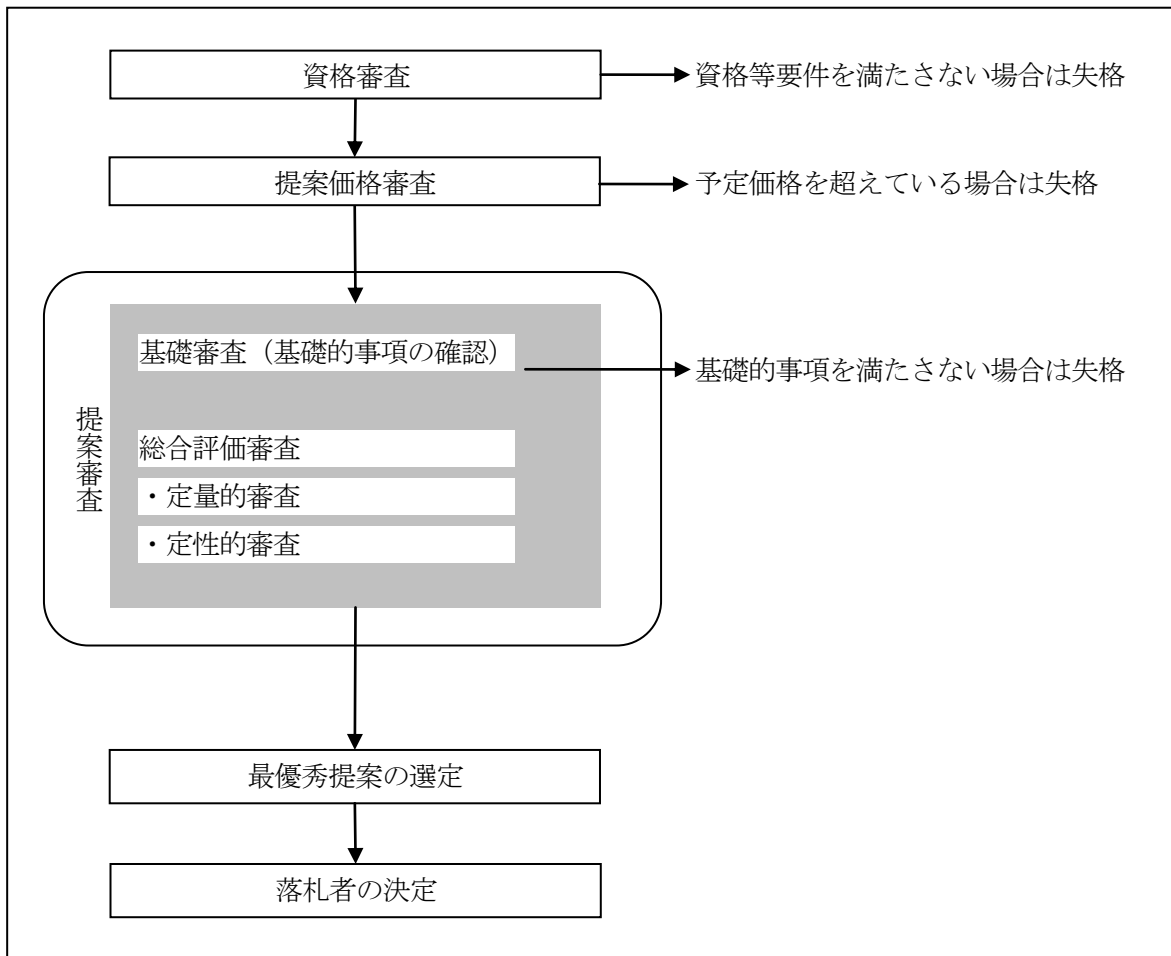 資格審査
資格等要件を満たさない場合は失格
提案価格審査
予定価格を超えている場合は失格
提案審査
基礎審査（基礎的事項の確認）
基礎的事項を満たさない場合は失格
総合評価審査
・定量的審査
・定性的審査
最優秀提案の選定
落札者の決定